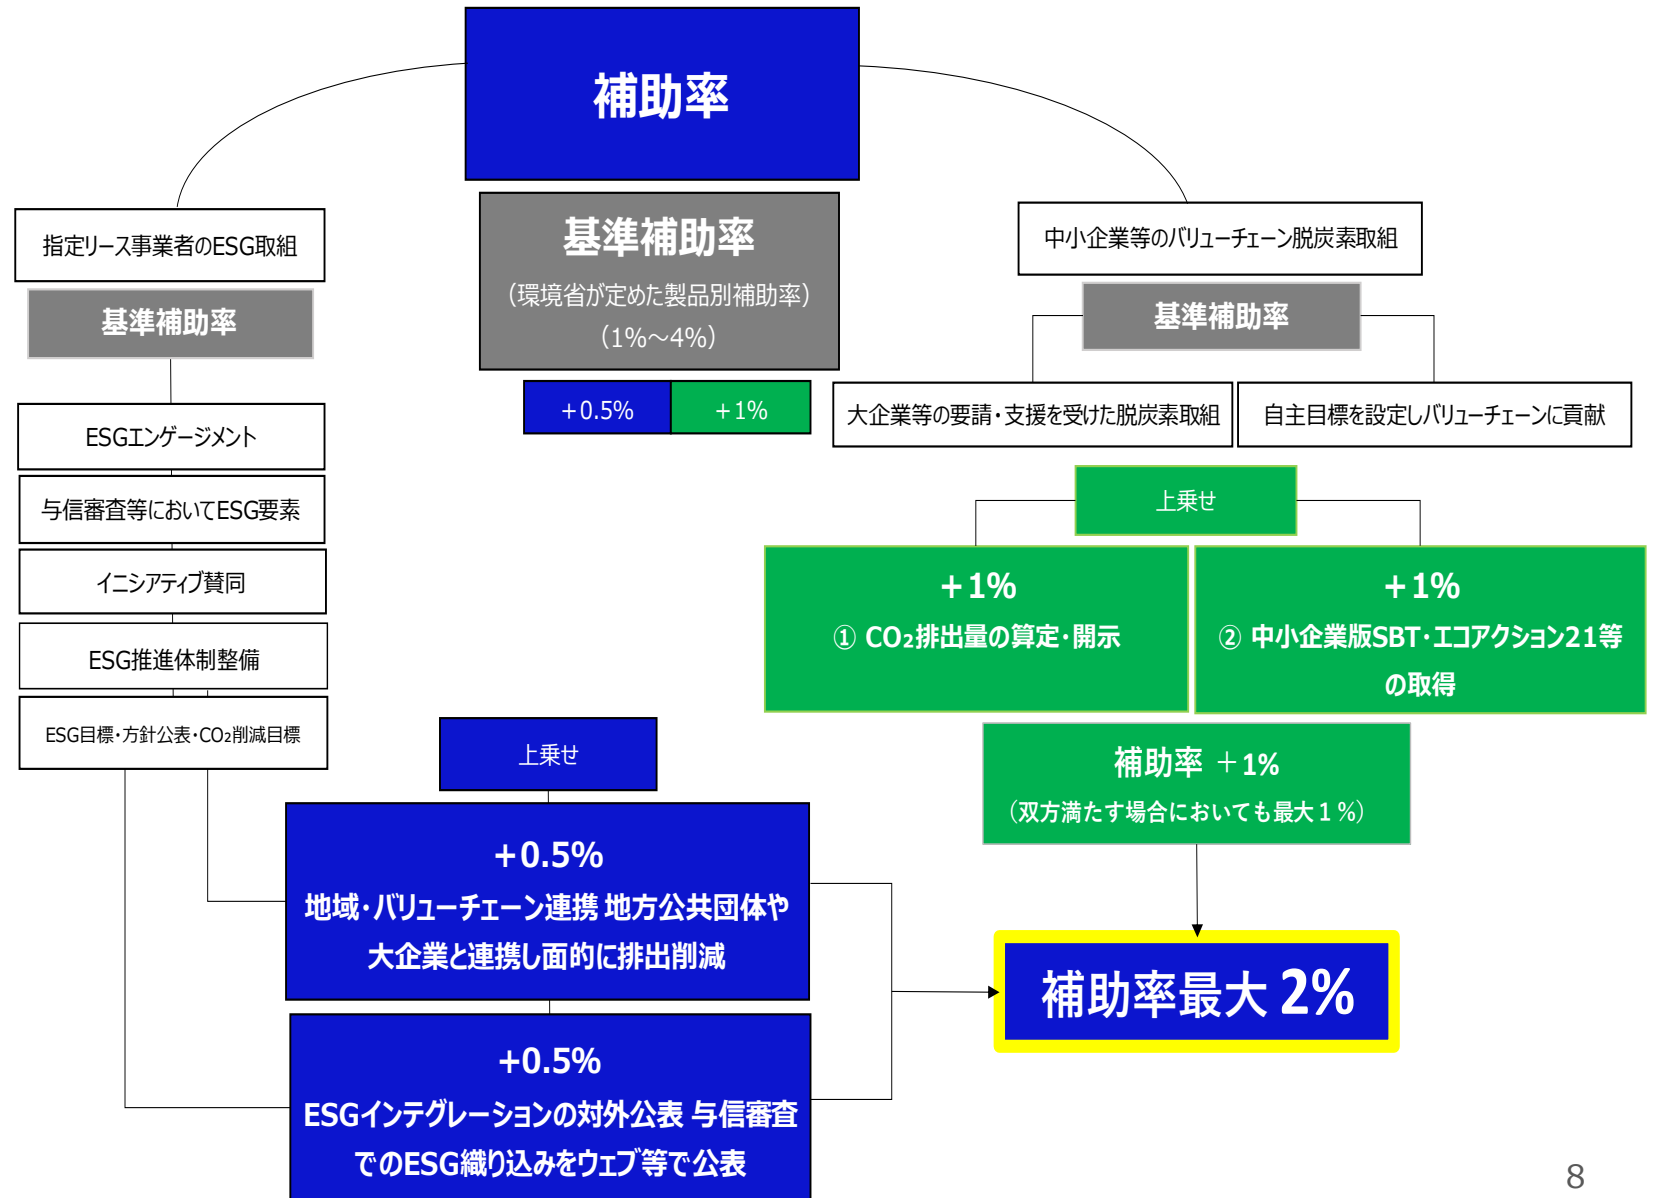 補助率
指定リース事業者のESG取組
基準補助率
ESGエンゲージメント
与信審査等においてESG要素
イニシアティブ賛同
ESG推進体制整備
ESG目標・方針公表・CO₂削減目標
基準補助率
（環境省が定めた製品別補助率）
（1%～4%）
＋0.5%
＋1%
中小企業等のバリューチェーン脱炭素取組
基準補助率
大企業等の要請・支援を受けた脱炭素取組
自主目標を設定しバリューチェーンに貢献
上乗せ
＋1%
① CO₂排出量の算定・開示
＋1%
② 中小企業版SBT・エコアクション21等
の取得
補助率 ＋1%
（双方満たす場合においても最大１%）
上乗せ
＋0.5%
地域・バリューチェーン連携 地方公共団体や
大企業と連携し面的に排出削減
+0.5%
ESGインテグレーションの対外公表 与信審査
でのESG織り込みをウェブ等で公表
補助率最大 2%
8